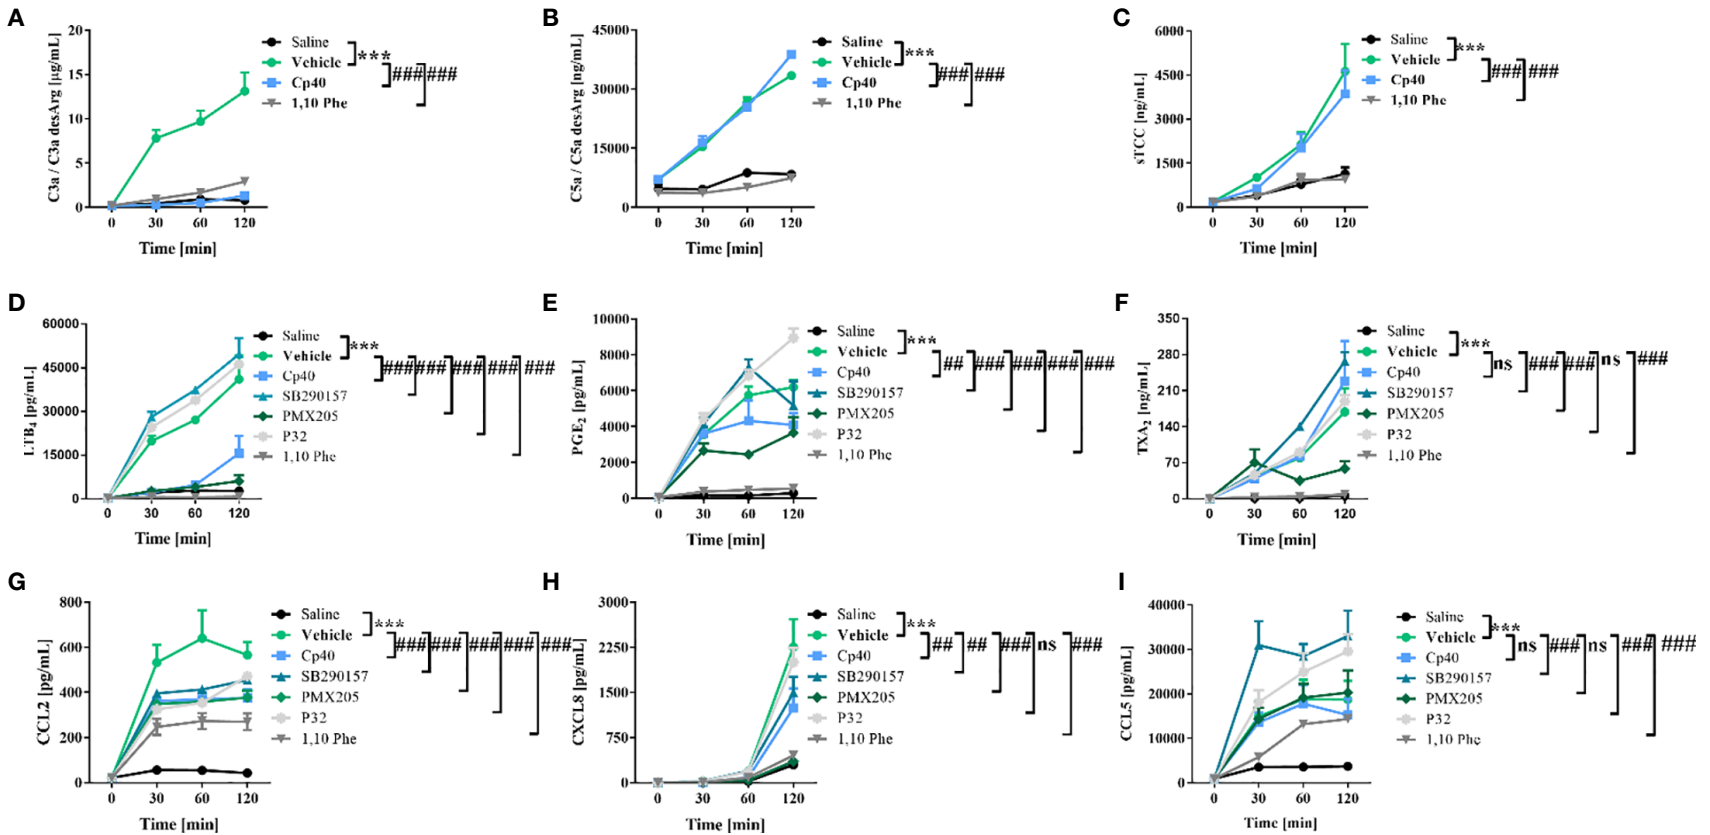 A
C3a / C3a desArg [µg/mL]
20
15
10
5
0
0 30 60 120
Time [min]
Saline
Vehicle
Cp40
1,10 Phe
***
### ###
B
C5a / C5a desArg [ng/mL]
45000
30000
15000
0
0 30 60 120
Time [min]
Saline
Vehicle
Cp40
1,10 Phe
***
### ###
C
sTCC [ng/mL]
6000
4500
3000
1500
0
0 30 60 120
Time [min]
Saline
Vehicle
Cp40
1,10 Phe
***
### ###
D
LTB4 [pg/mL]
60000
45000
30000
15000
0
0 30 60 120
Time [min]
Saline
Vehicle
Cp40
SB290157
PMX205
P32
1,10 Phe
***
### ### ### ### ###
E
PGE2 [pg/mL]
10000
8000
6000
4000
2000
0
0 30 60 120
Time [min]
Saline
Vehicle
Cp40
SB290157
PMX205
P32
1,10 Phe
***
## ### ### ### ###
F
TXA2 [ng/mL]
350
280
210
140
70
0
0 30 60 120
Time [min]
Saline
Vehicle
Cp40
SB290157
PMX205
P32
1,10 Phe
***
ns ### ### ns ###
G
CCL2 [pg/mL]
800
600
400
200
0
0 30 60 120
Time [min]
Saline
Vehicle
Cp40
SB290157
PMX205
P32
1,10 Phe
***
### ### ### ### ###
H
CXCL8 [pg/mL]
3000
2250
1500
750
0
0 30 60 120
Time [min]
Saline
Vehicle
Cp40
SB290157
PMX205
P32
1,10 Phe
***
## ## ### ns ###
I
CCL5 [pg/mL]
40000
30000
20000
10000
0
0 30 60 120
Time [min]
Saline
Vehicle
Cp40
SB290157
PMX205
P32
1,10 Phe
***
ns ### ns ### ###